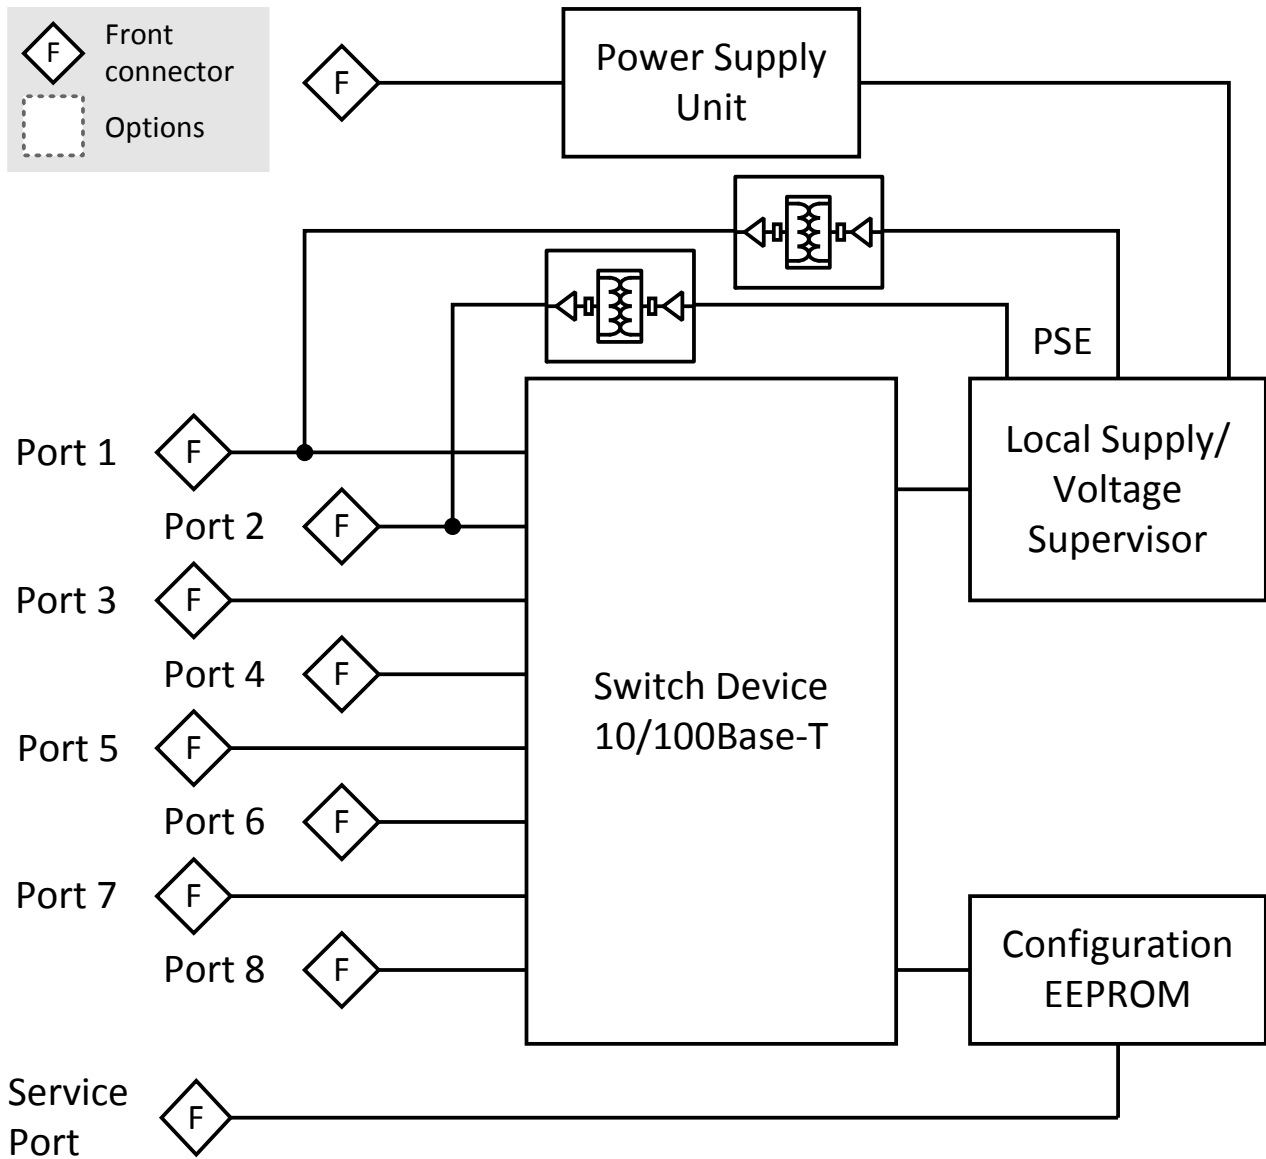 F
Front
connector
Options
F
Power Supply
Unit
PSE
Port 1
F
Port 2
F
Port 3
F
Port 4
F
Port 5
F
Port 6
F
Port 7
F
Port 8
F
Service
Port
F
Switch Device
10/100Base-T
Local Supply/
Voltage
Supervisor
Configuration
EEPROM